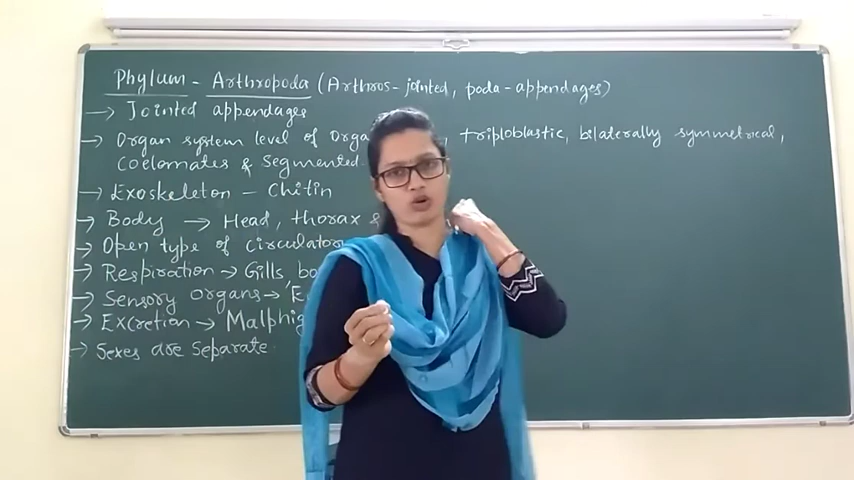 Phylum - Arthropoda (Arthros-jointed, poda-appendages)
→ Jointed appendages
→ Organ system level of Orga , triploblastic, bilaterally symmetrical,
Coelomates & Segmented.
→ Exoskeleton - Chitin
→ Body → Head, thorax &
→ Open type of circulator
→ Respiration → Gills bo
→ Sensory organs → 'E
→ Excretion → Malphig
→ Sexes are separate.